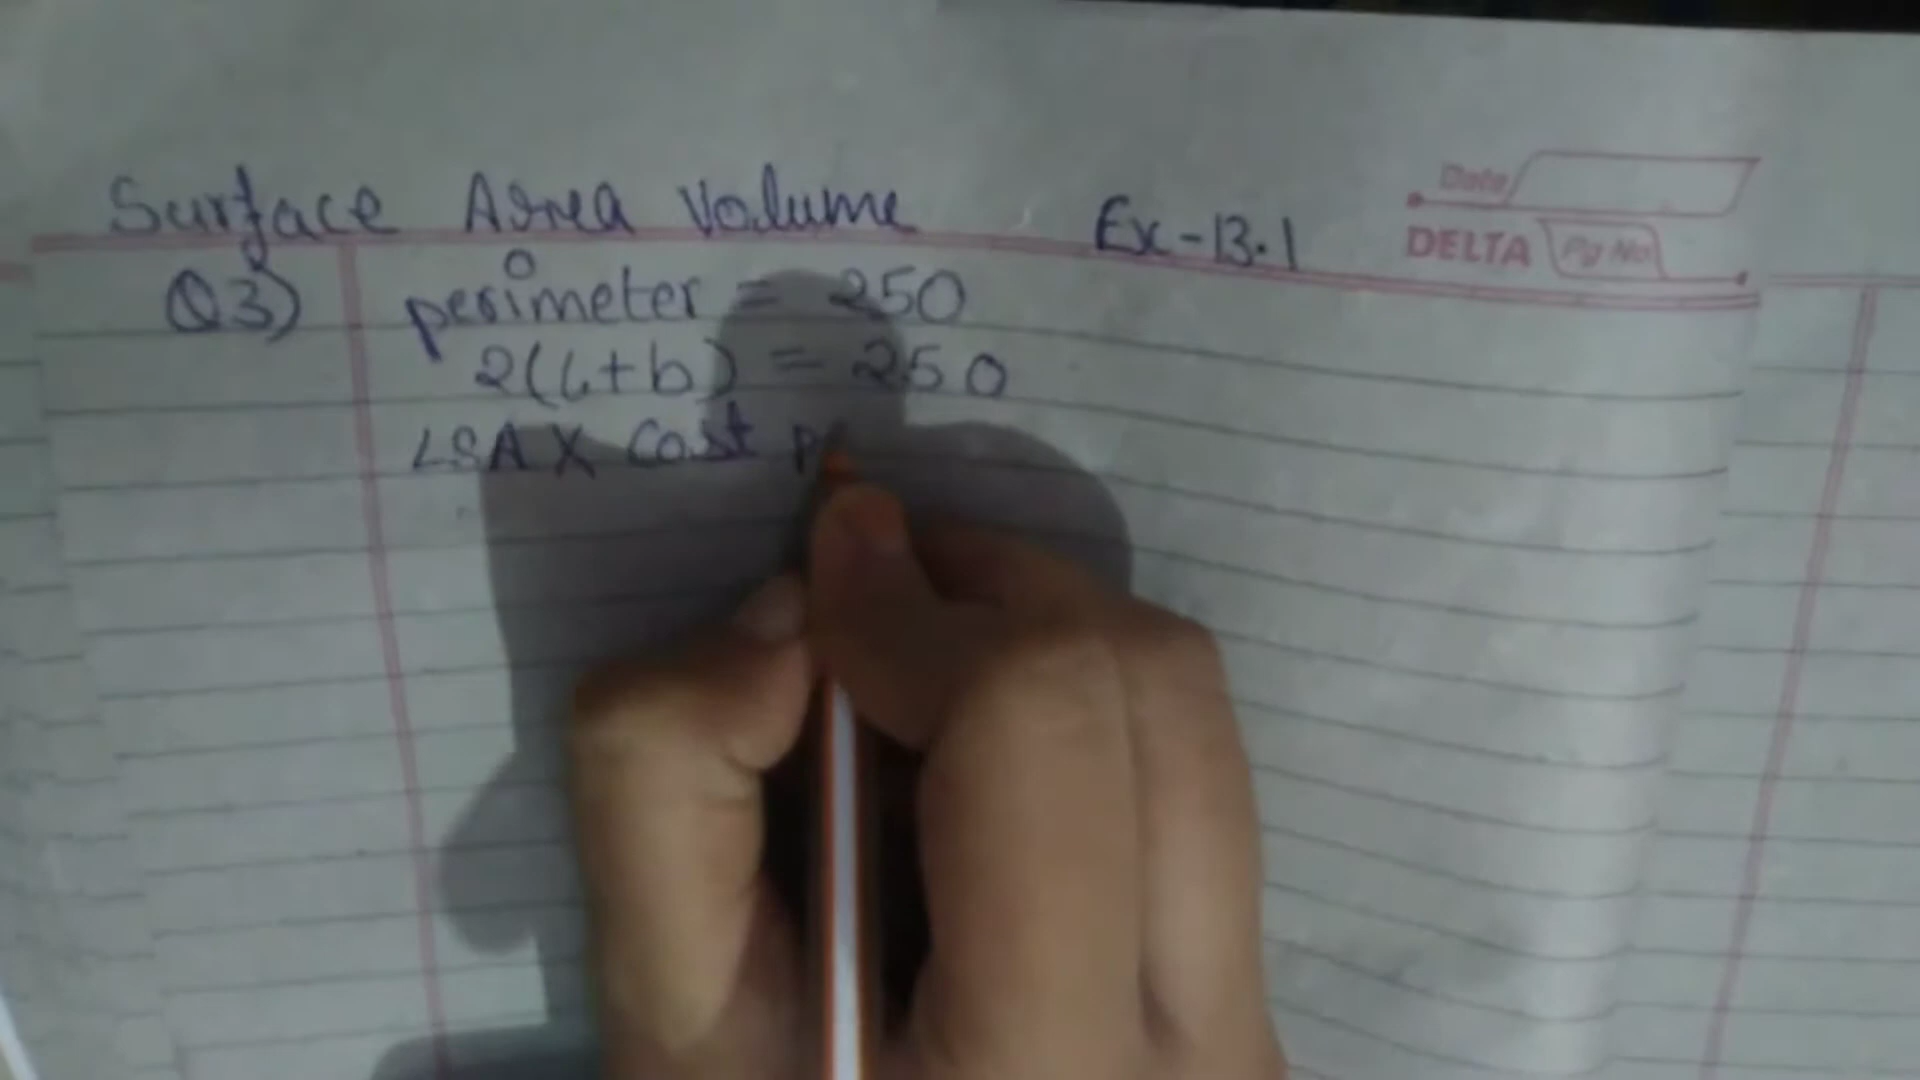 Surface Area Volume Ex-13.1
Date
DELTA Pg No
Q3) perimeter = 250
2(l+b) = 250
LSA X Cost